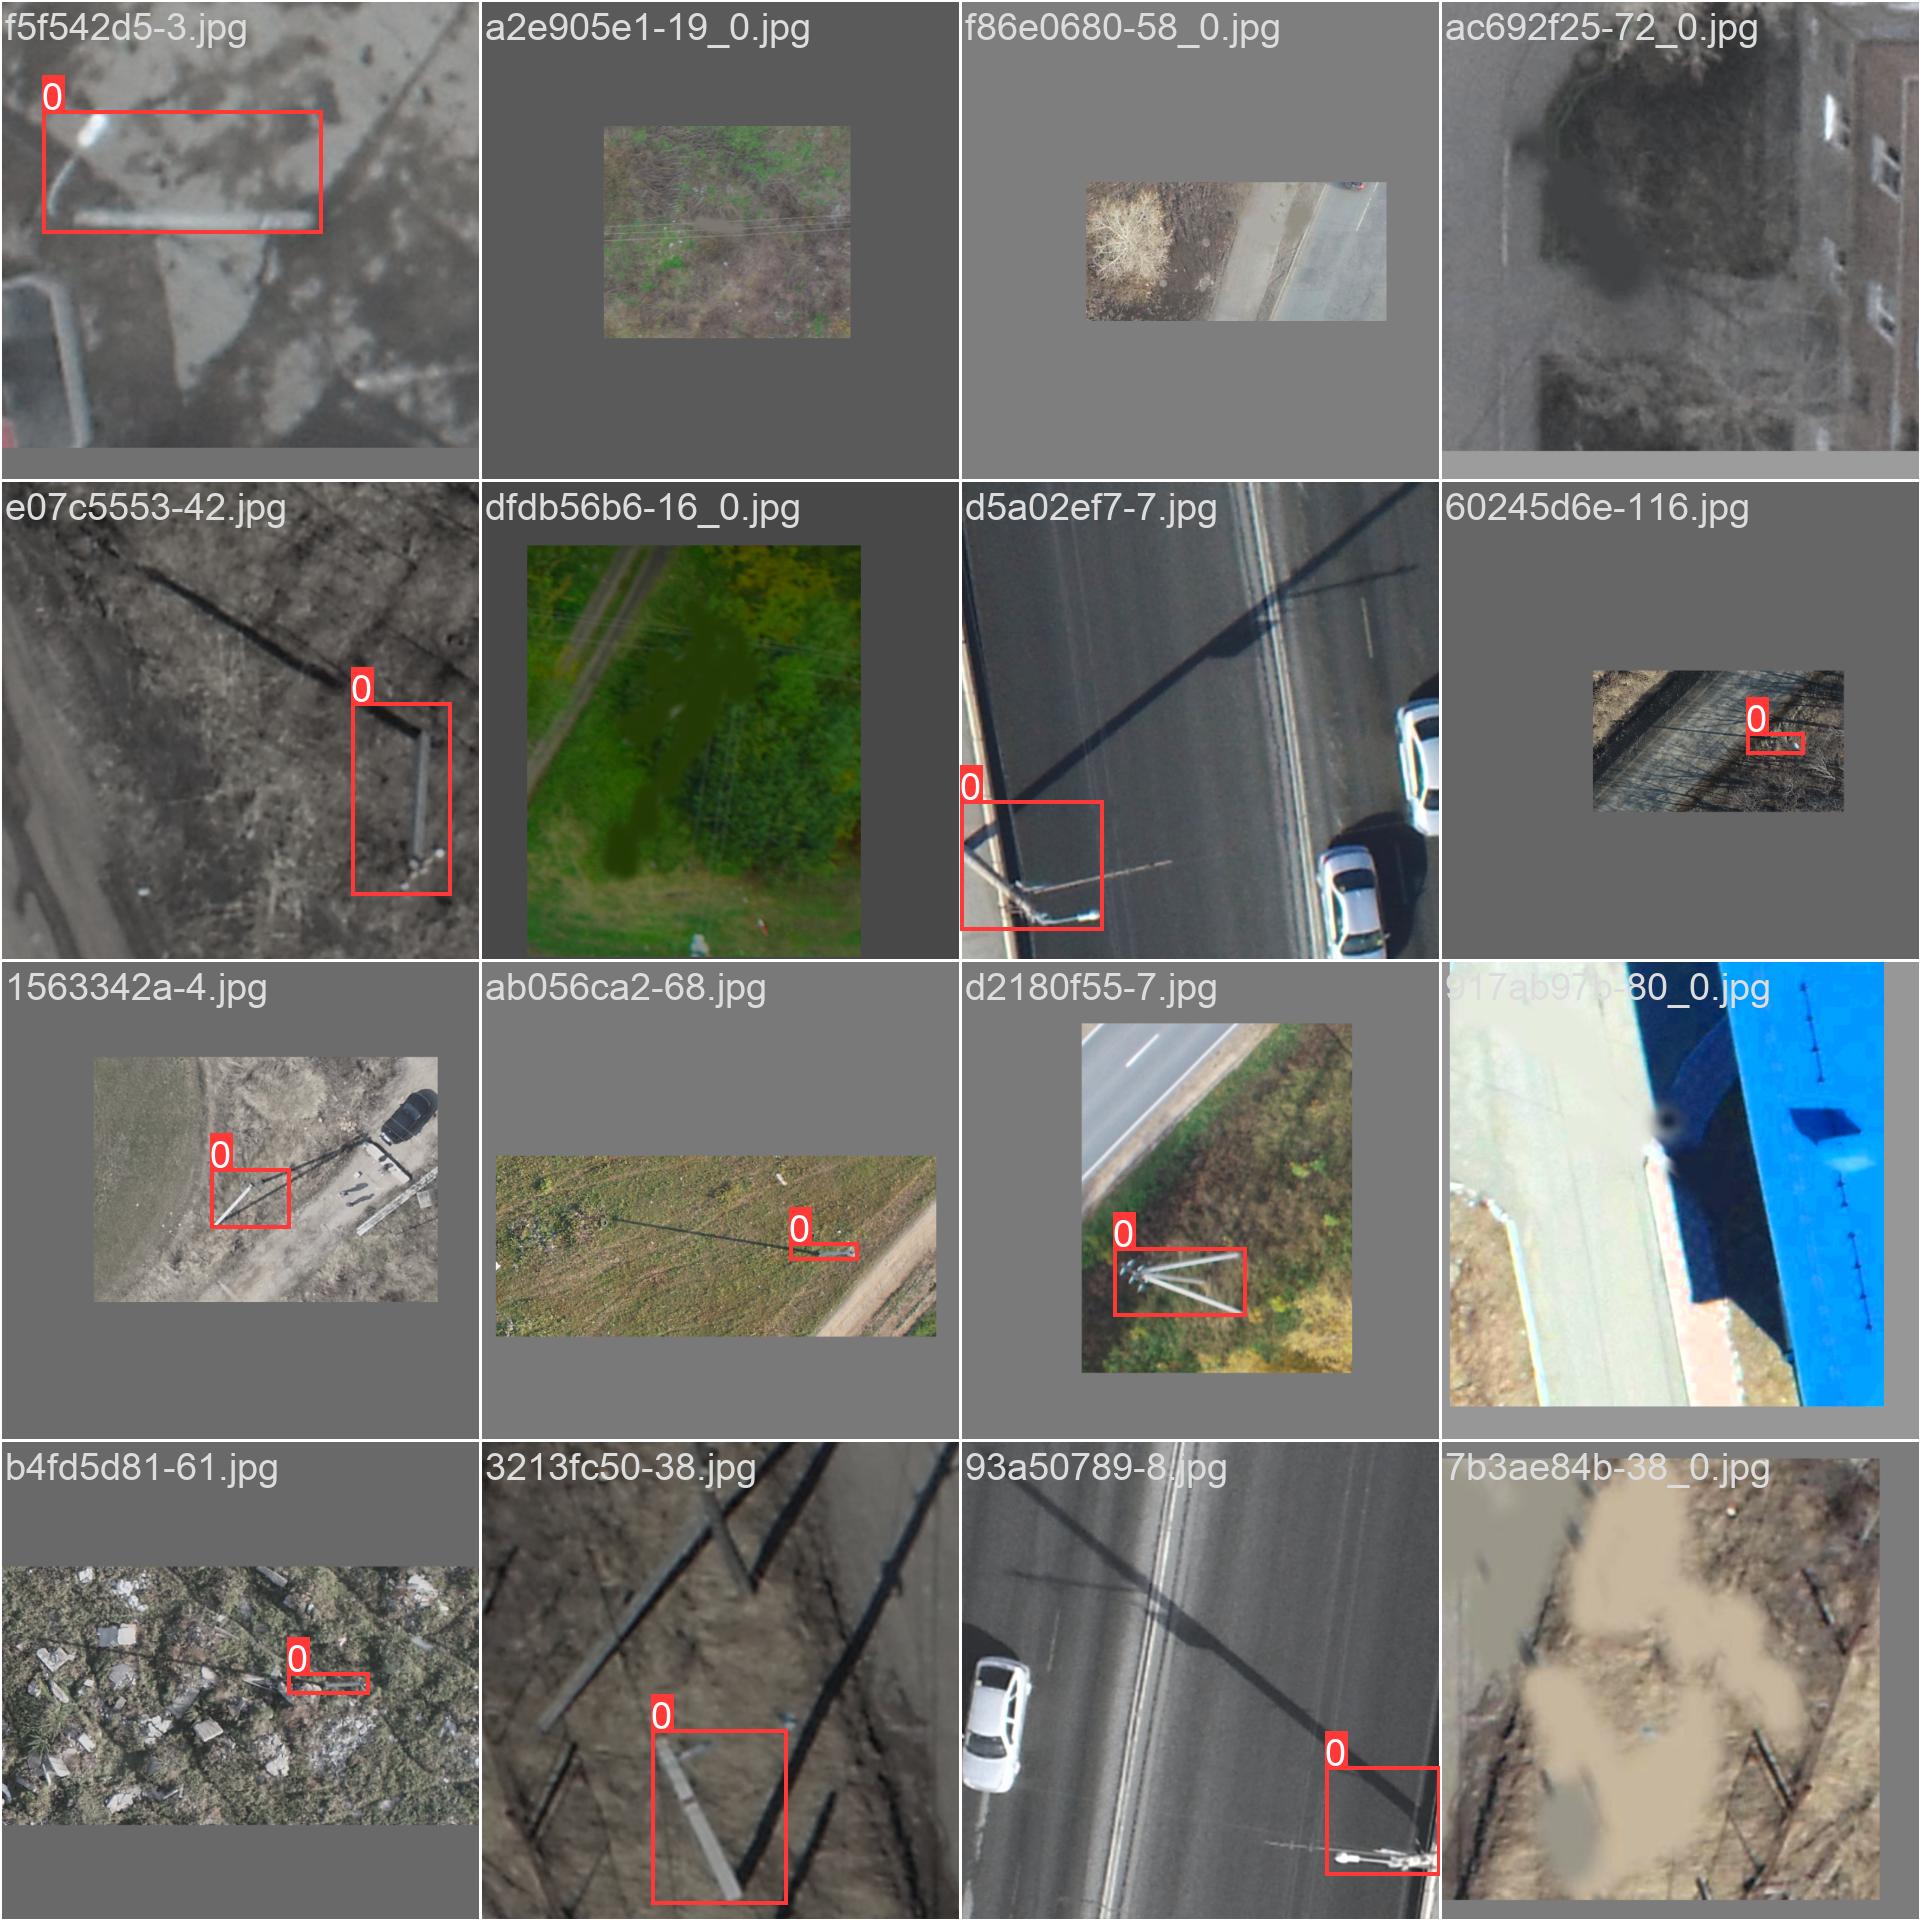 f5f542d5-3.jpg
a2e905e1-19_0.jpg
f86e0680-58_0.jpg
ac692f25-72_0.jpg
0
e07c5553-42.jpg
dfdb56b6-16_0.jpg
d5a02ef7-7.jpg
60245d6e-116.jpg
0
0
0
1563342a-4.jpg
ab056ca2-68.jpg
d2180f55-7.jpg
917ab97b-80_0.jpg
0
0
0
b4fd5d81-61.jpg
3213fc50-38.jpg
93a50789-8.jpg
7b3ae84b-38_0.jpg
0
0
0